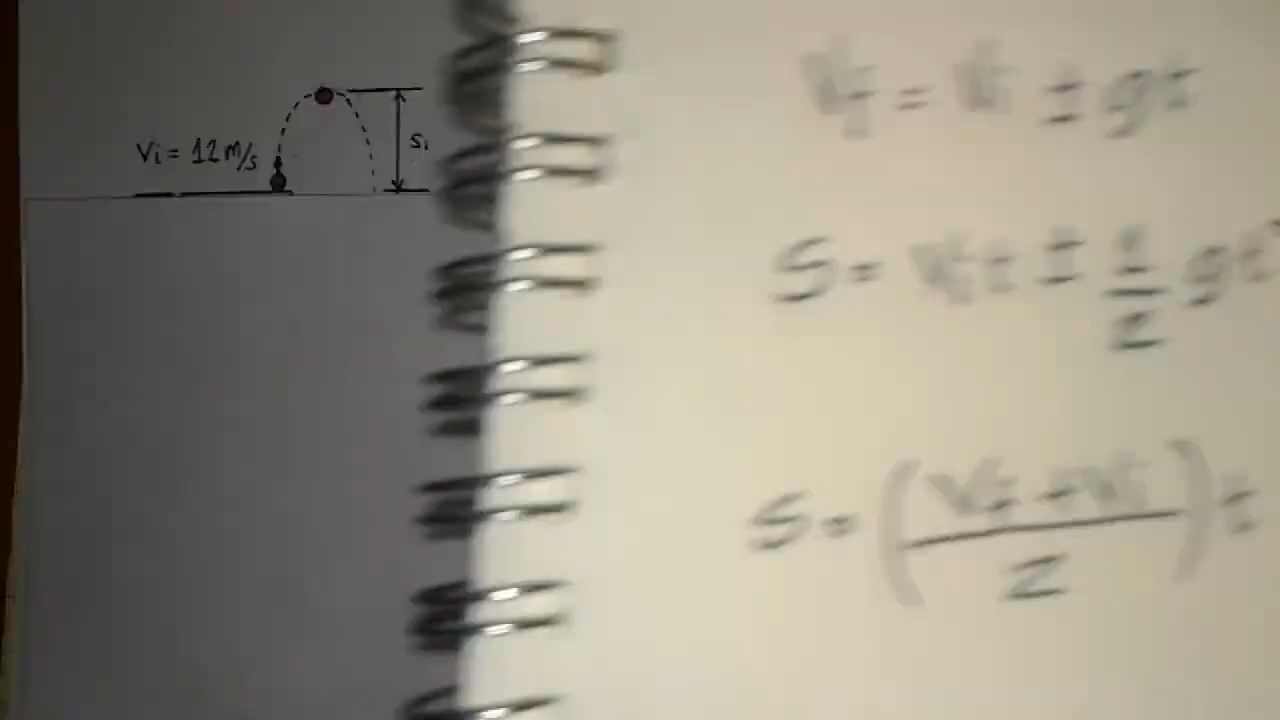 Vi = 12 m/s
S₁
Vf = Vi ± gt
S = Vit ± 1/2 gt²
S = (Vf + Vi / 2) t